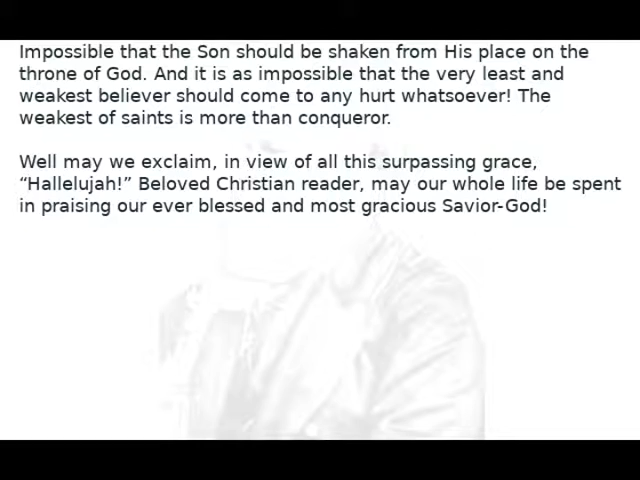 Impossible that the Son should be shaken from His place on the
throne of God. And it is as impossible that the very least and
weakest believer should come to any hurt whatsoever! The
weakest of saints is more than conqueror.
Well may we exclaim, in view of all this surpassing grace,
“Hallelujah!” Beloved Christian reader, may our whole life be spent
in praising our ever blessed and most gracious Savior-God!